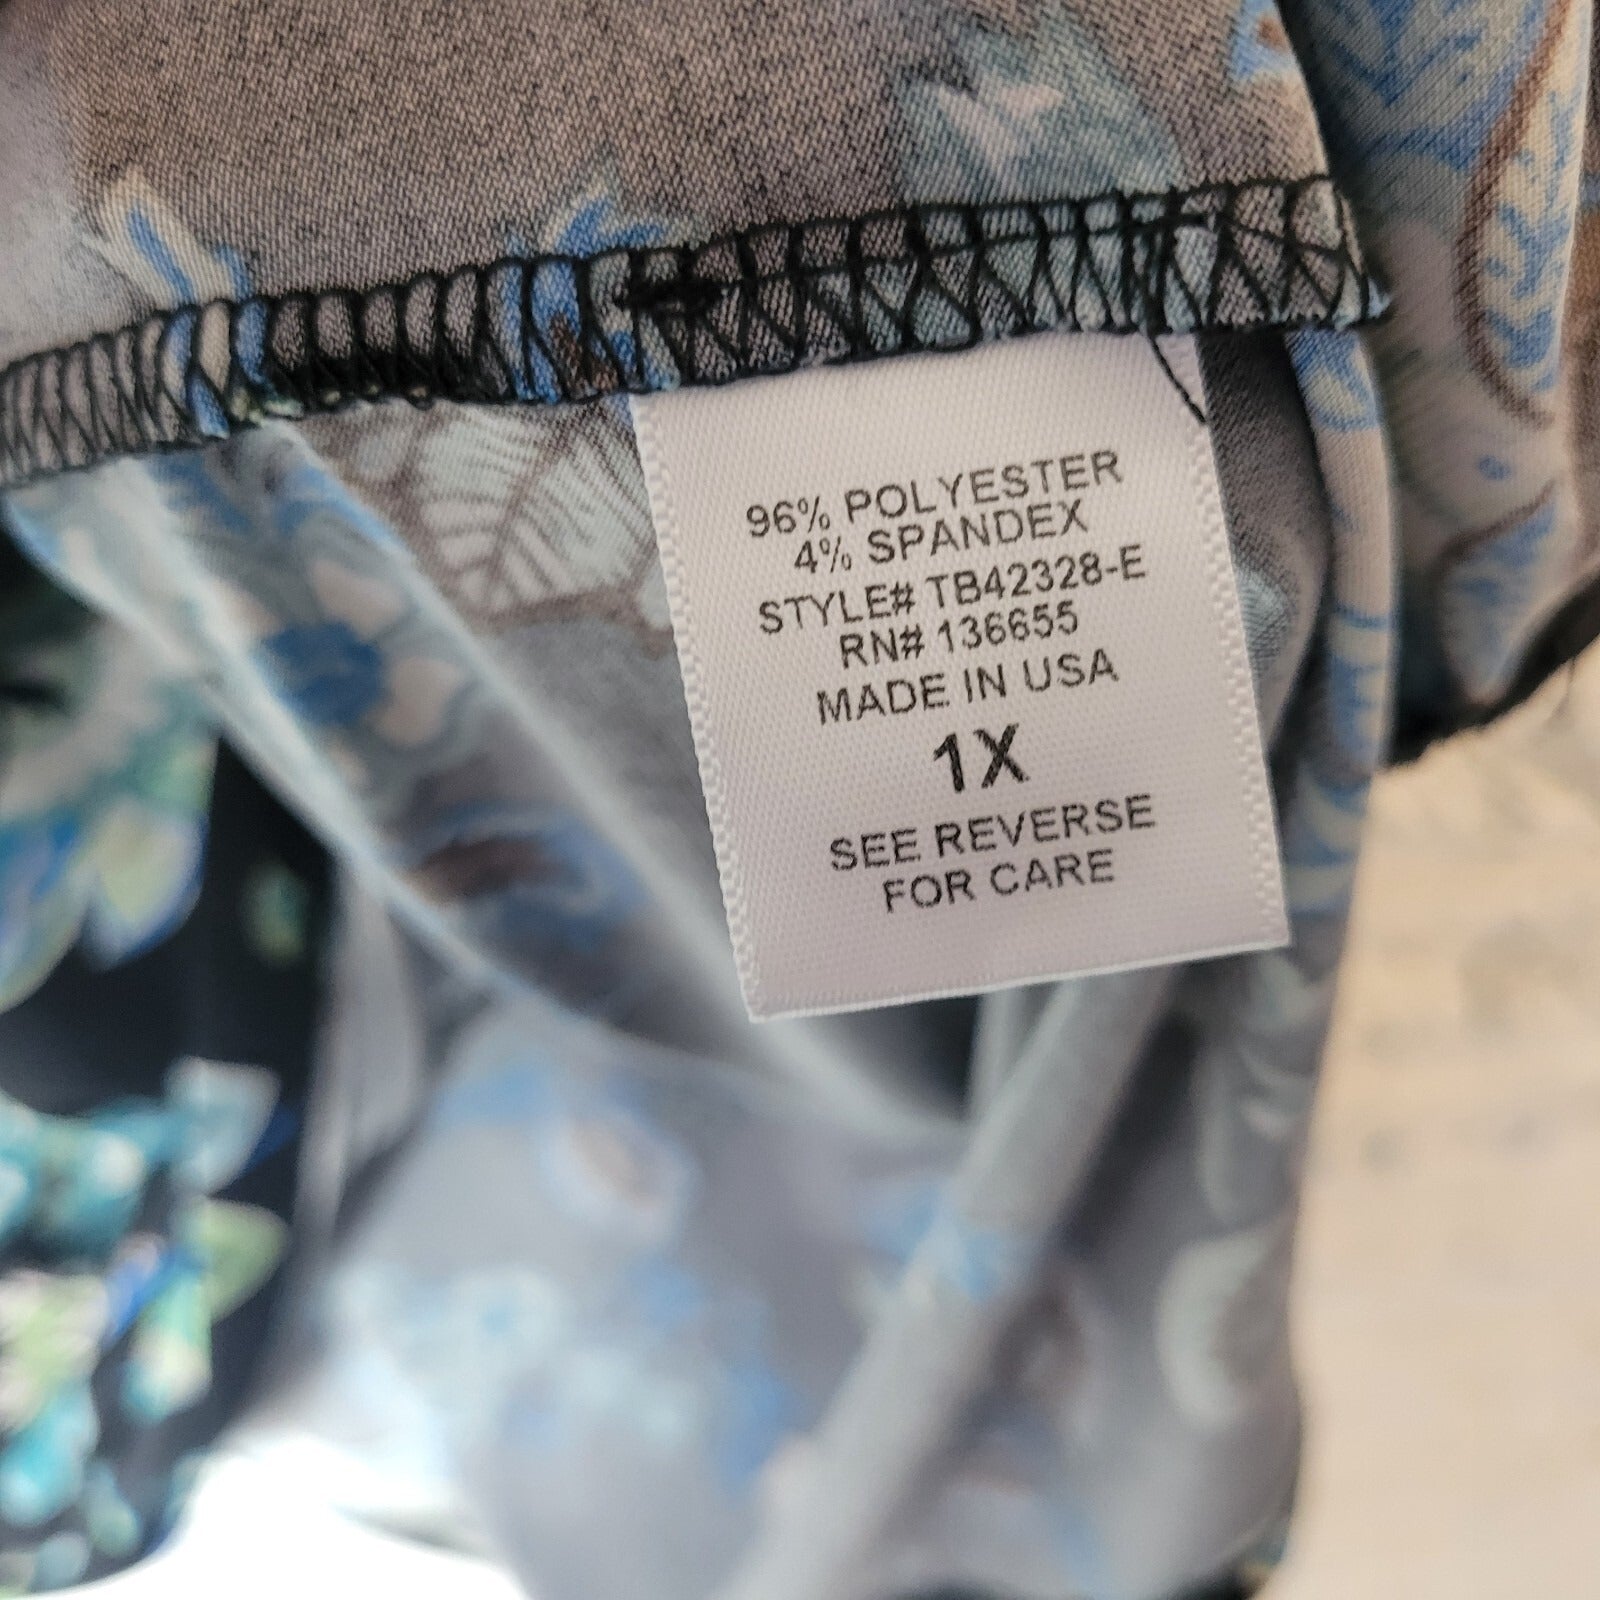 96% POLYESTER
4% SPANDEX
STYLE# TB42328-E
RN# 136655
MADE IN USA
1X
SEE REVERSE
FOR CARE